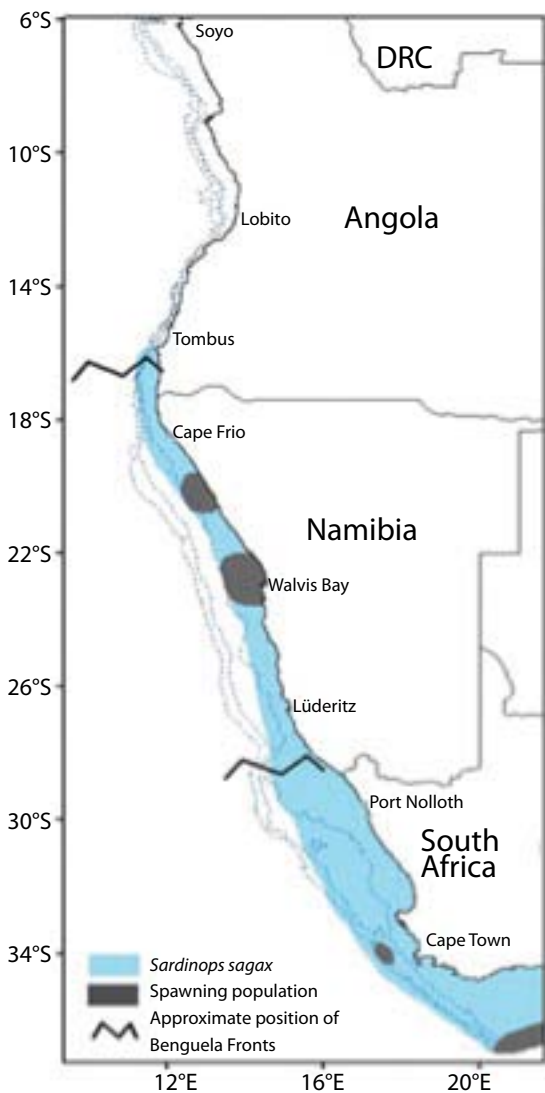 6°S
Soyo
DRC
10°S
Lobito
Angola
14°S
Tombus
18°S
Cape Frio
Namibia
22°S
Walvis Bay
26°S
Lüderitz
Port Nolloth
30°S
South
Africa
Cape Town
34°S
Sardinops sagax
Spawning population
Approximate position of
Benguela Fronts
12°E
16°E
20°E